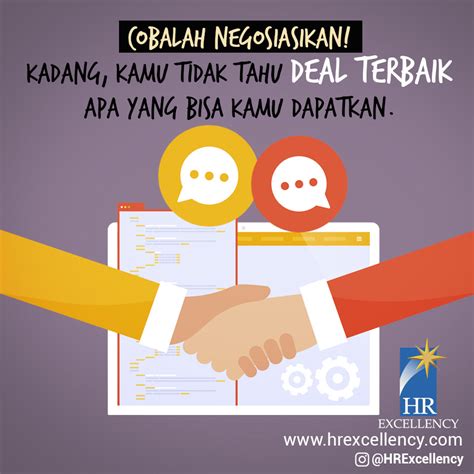 COBALAH NEGOSIASIKAN!
KADANG, KAMU TIDAK TAHU DEAL TERBAIK
APA YANG BISA KAMU DAPATKAN.
HR
EXCELLENCY
www.hrexcellency.com
@HRExcellency